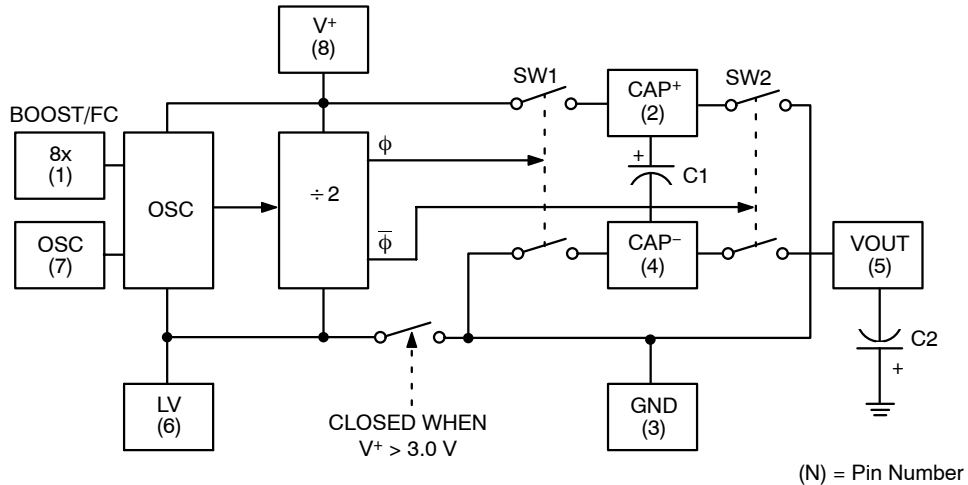 V⁺
(8)
SW1
CAP⁺
(2)
SW2
BOOST/FC
8x
(1)
OSC
÷ 2
ϕ
+
C1
ϕ̅
OSC
(7)
CAP⁻
(4)
VOUT
(5)
C2
+
LV
(6)
CLOSED WHEN
V⁺ > 3.0 V
GND
(3)
(N) = Pin Number